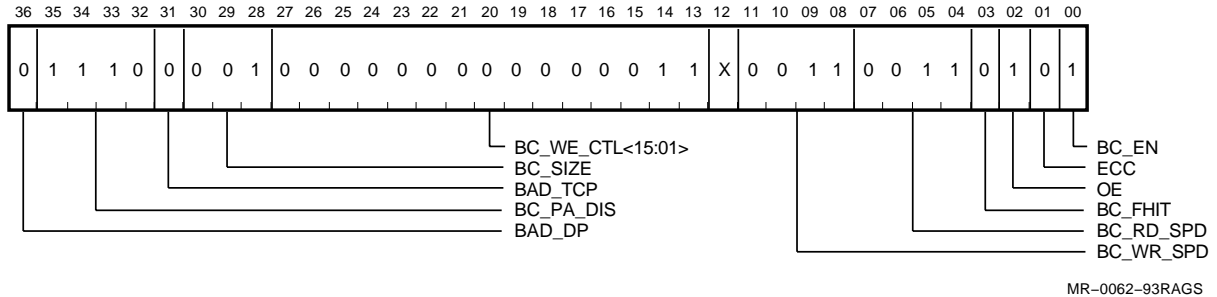 36 35 34 33 32 31 30 29 28 27 26 25 24 23 22 21 20 19 18 17 16 15 14 13 12 11 10 09 08 07 06 05 04 03 02 01 00
0 1 1 1 0 0 0 0 1 0 0 0 0 0 0 0 0 0 0 0 0 0 1 1 X 0 0 1 1 0 0 1 1 0 1 0 1
BC_WE_CTL<15:01>
BC_SIZE
BAD_TCP
BC_PA_DIS
BAD_DP
BC_EN
ECC
OE
BC_FHIT
BC_RD_SPD
BC_WR_SPD
MR−0062−93RAGS